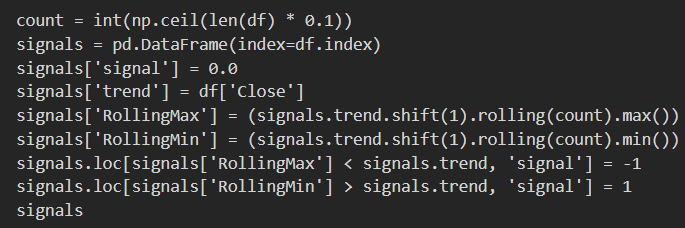 count = int(np.ceil(len(df) * 0.1))
signals = pd.DataFrame(index=df.index)
signals['signal'] = 0.0
signals['trend'] = df['Close']
signals['RollingMax'] = (signals.trend.shift(1).rolling(count).max())
signals['RollingMin'] = (signals.trend.shift(1).rolling(count).min())
signals.loc[signals['RollingMax'] < signals.trend, 'signal'] = -1
signals.loc[signals['RollingMin'] > signals.trend, 'signal'] = 1
signals